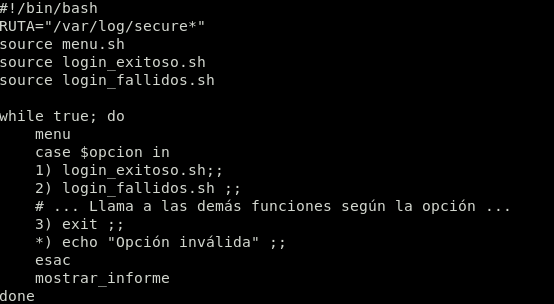 #!/bin/bash
RUTA="/var/log/secure*"
source menu.sh
source login_exitoso.sh
source login_fallidos.sh

while true; do
    menu
    case $opcion in
    1) login_exitoso.sh;;
    2) login_fallidos.sh ;;
    # ... Llama a las demás funciones según la opción ...
    3) exit ;;
    *) echo "Opción inválida" ;;
    esac
    mostrar_informe
done